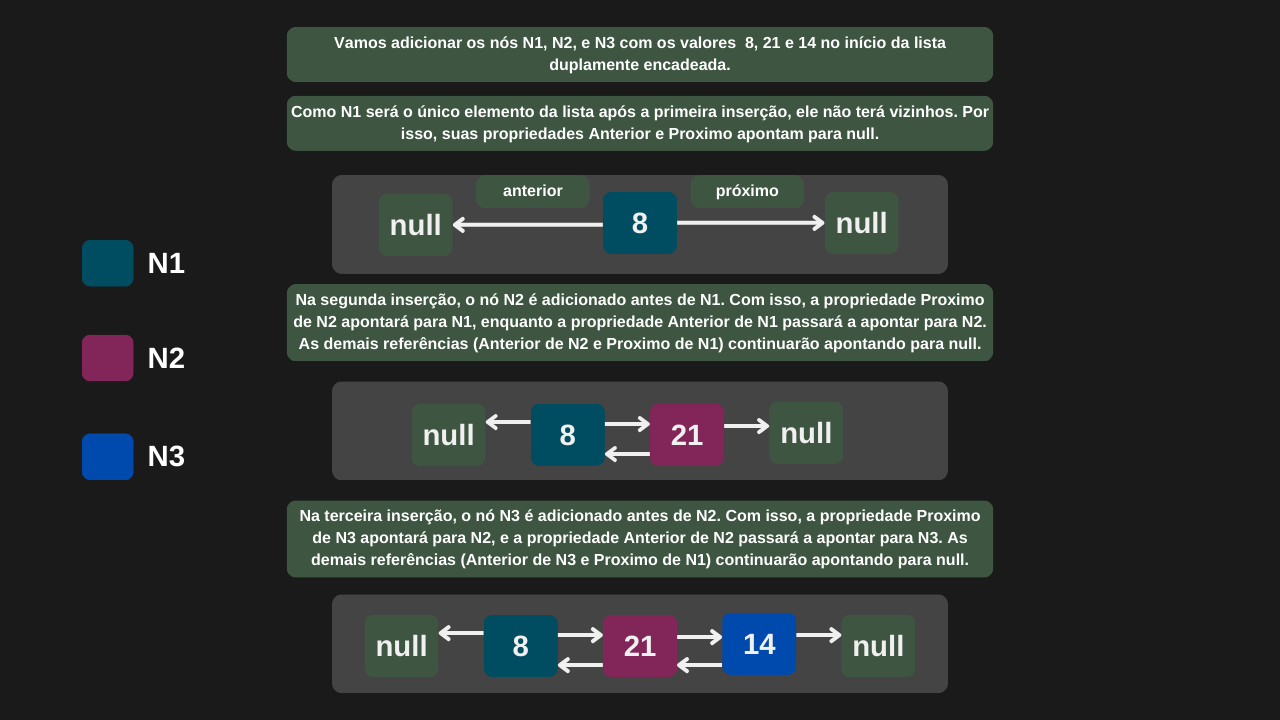 Vamos adicionar os nós N1, N2, e N3 com os valores  8, 21 e 14 no início da lista
duplamente encadeada.
Como N1 será o único elemento da lista após a primeira inserção, ele não terá vizinhos. Por
isso, suas propriedades Anterior e Proximo apontam para null.
anterior próximo
null 8 null
N1
Na segunda inserção, o nó N2 é adicionado antes de N1. Com isso, a propriedade Proximo
de N2 apontará para N1, enquanto a propriedade Anterior de N1 passará a apontar para N2.
As demais referências (Anterior de N2 e Proximo de N1) continuarão apontando para null.
N2
null 8 21 null
N3
Na terceira inserção, o nó N3 é adicionado antes de N2. Com isso, a propriedade Proximo
de N3 apontará para N2, e a propriedade Anterior de N2 passará a apontar para N3. As
demais referências (Anterior de N3 e Proximo de N1) continuarão apontando para null.
null 8 21 14 null